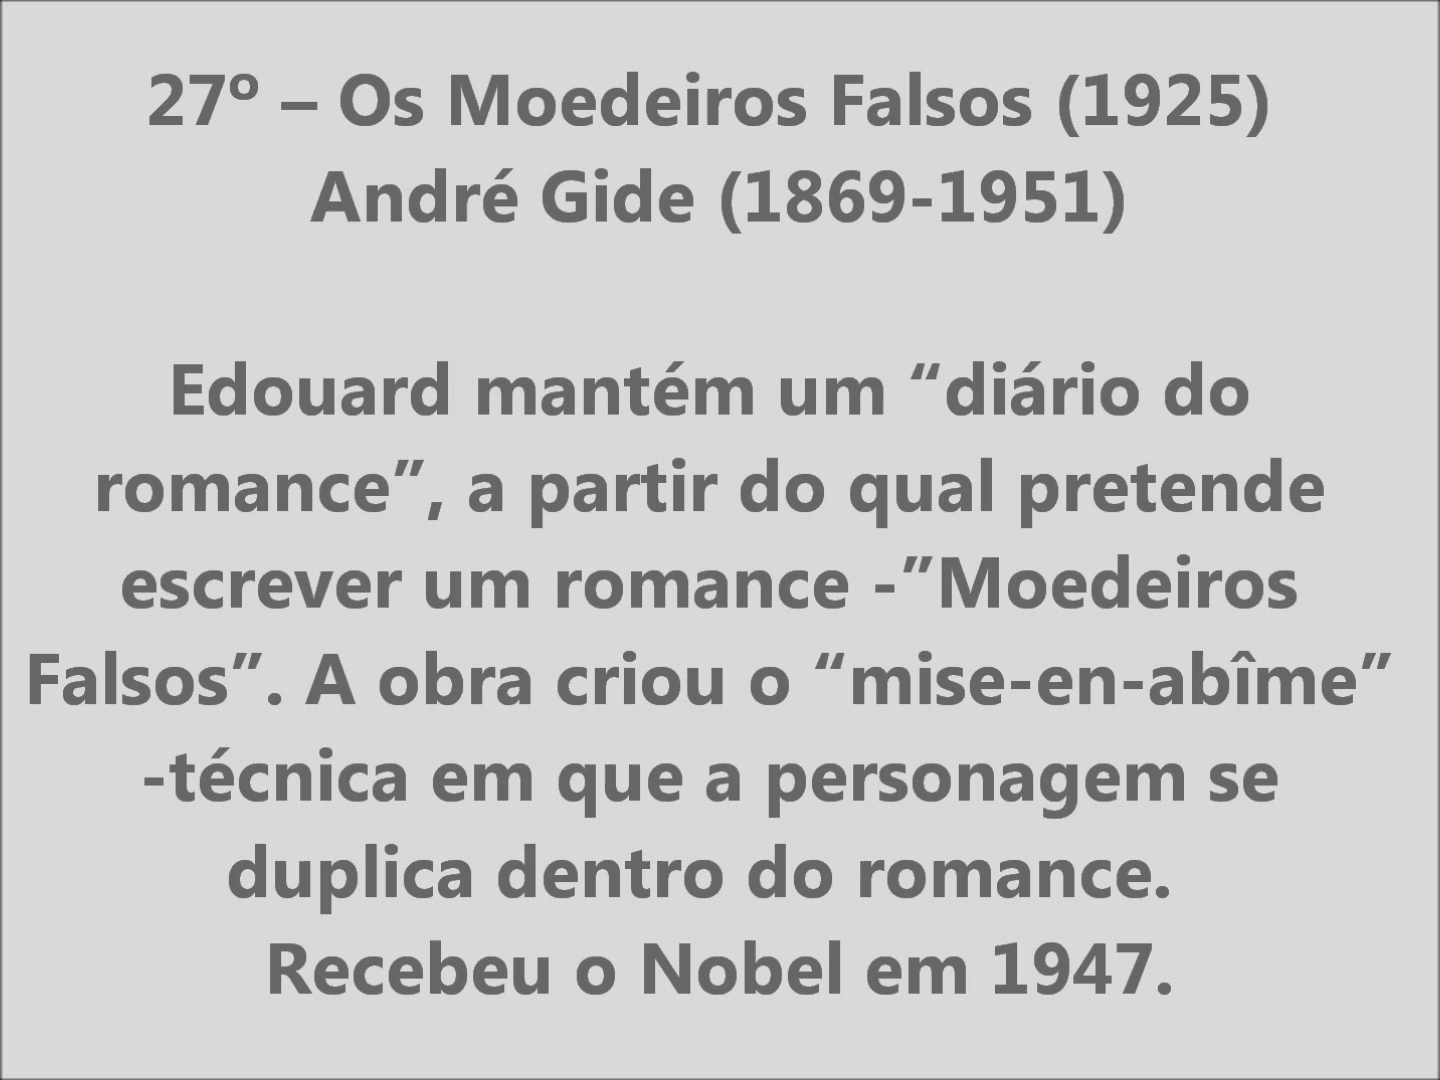 27º – Os Moedeiros Falsos (1925)
André Gide (1869-1951)
Edouard mantém um “diário do
romance”, a partir do qual pretende
escrever um romance -”Moedeiros
Falsos”. A obra criou o “mise-en-abîme”
-técnica em que a personagem se
duplica dentro do romance.
Recebeu o Nobel em 1947.